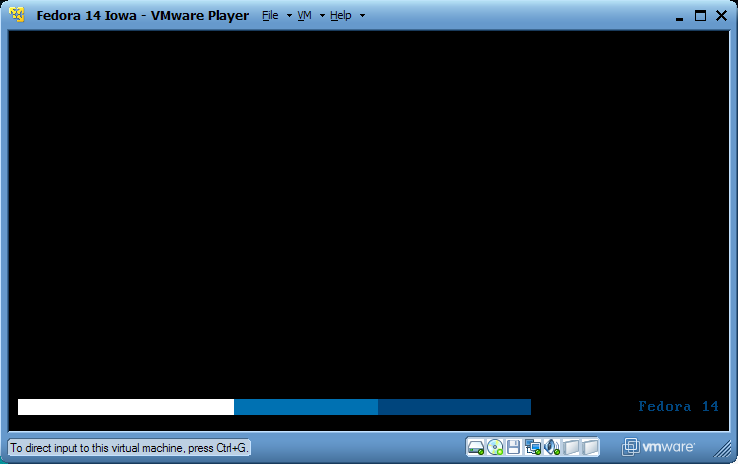 Fedora 14 Iowa - VMware Player File VM Help
Fedora 14
To direct input to this virtual machine, press Ctrl+G. vmware